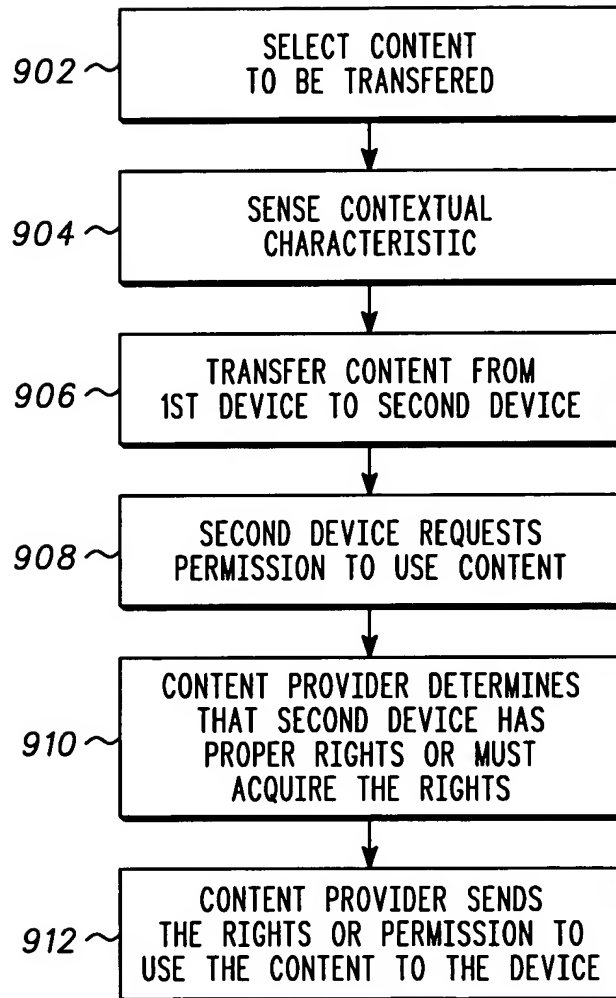 902
SELECT CONTENT
TO BE TRANSFERED
904
SENSE CONTEXTUAL
CHARACTERISTIC
906
TRANSFER CONTENT FROM
1ST DEVICE TO SECOND DEVICE
908
SECOND DEVICE REQUESTS
PERMISSION TO USE CONTENT
910
CONTENT PROVIDER DETERMINES
THAT SECOND DEVICE HAS
PROPER RIGHTS OR MUST
ACQUIRE THE RIGHTS
912
CONTENT PROVIDER SENDS
THE RIGHTS OR PERMISSION TO
USE THE CONTENT TO THE DEVICE